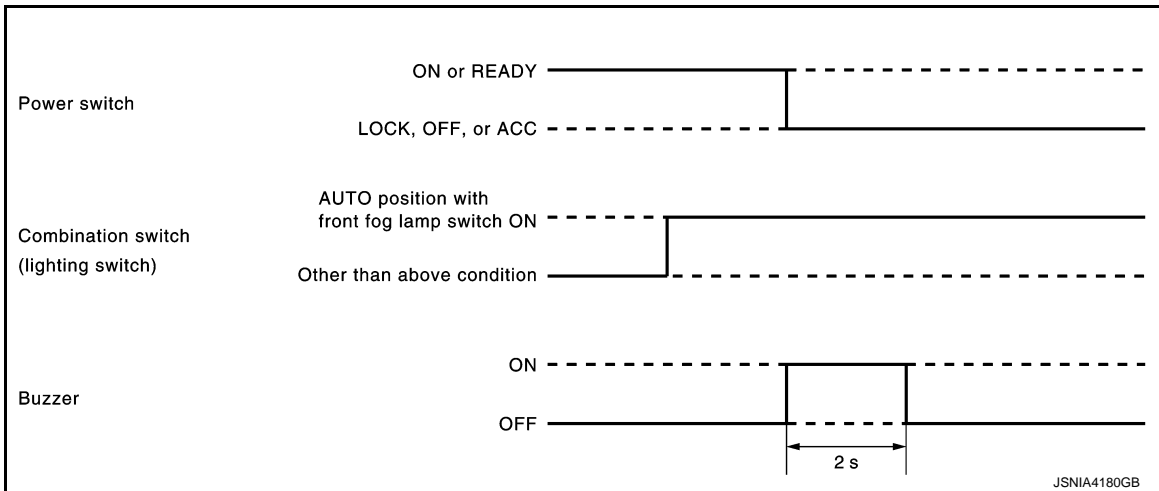 ON or READY
Power switch
LOCK, OFF, or ACC
AUTO position with
front fog lamp switch ON
Combination switch
(lighting switch)
Other than above condition
ON
Buzzer
OFF
2 s
JSNIA4180GB